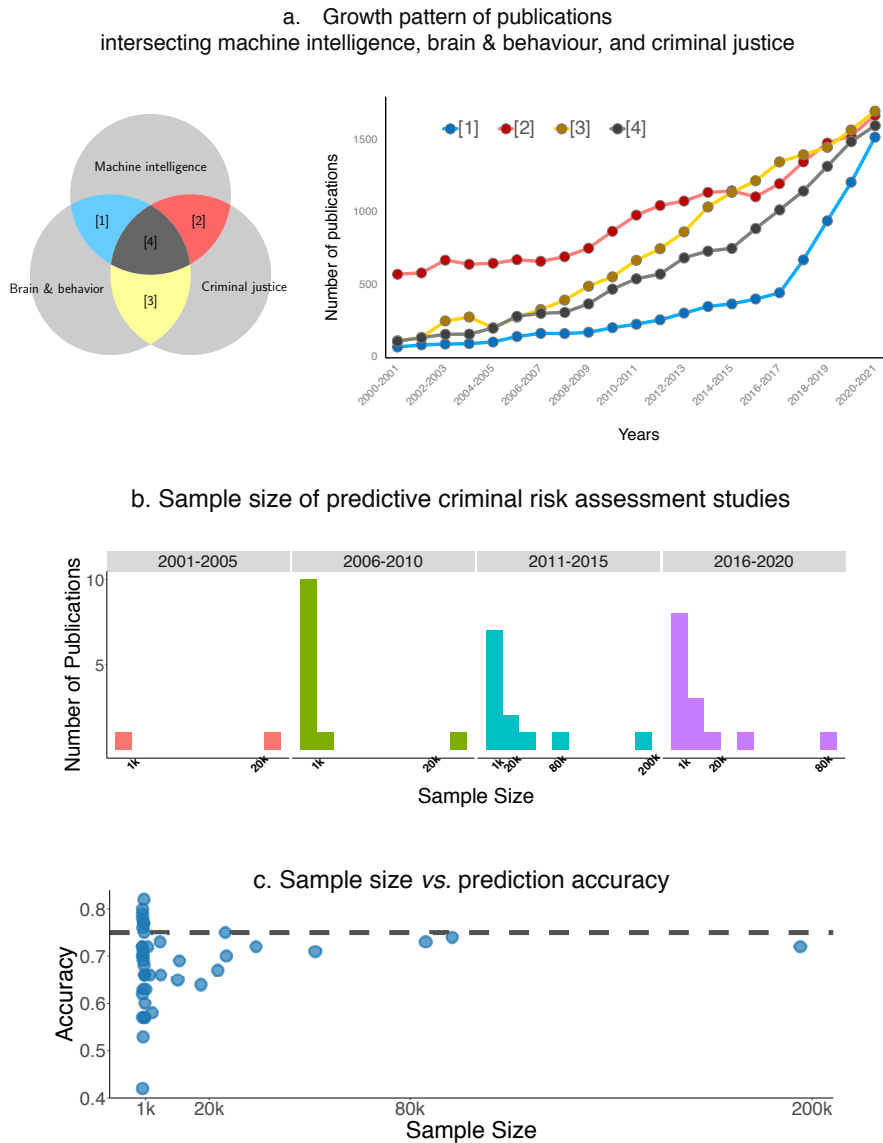 a. Growth pattern of publications
intersecting machine intelligence, brain & behaviour, and criminal justice
Machine intelligence
[1]
[2]
[4]
Brain & behavior
Criminal justice
[3]
[1] [2] [3] [4]
Number of publications
1500
1000
500
0
2000-2001
2002-2003
2004-2005
2006-2007
2008-2009
2010-2011
2012-2013
2014-2015
2016-2017
2018-2019
2020-2021
Years
b. Sample size of predictive criminal risk assessment studies
2001-2005 2006-2010 2011-2015 2016-2020
Number of Publications
10
5
1k 20k 1k 20k 1k 20k 80k 200k 1k 20k 80k
Sample Size
c. Sample size vs. prediction accuracy
Accuracy
0.8
0.7
0.6
0.5
0.4
1k 20k 80k 200k
Sample Size